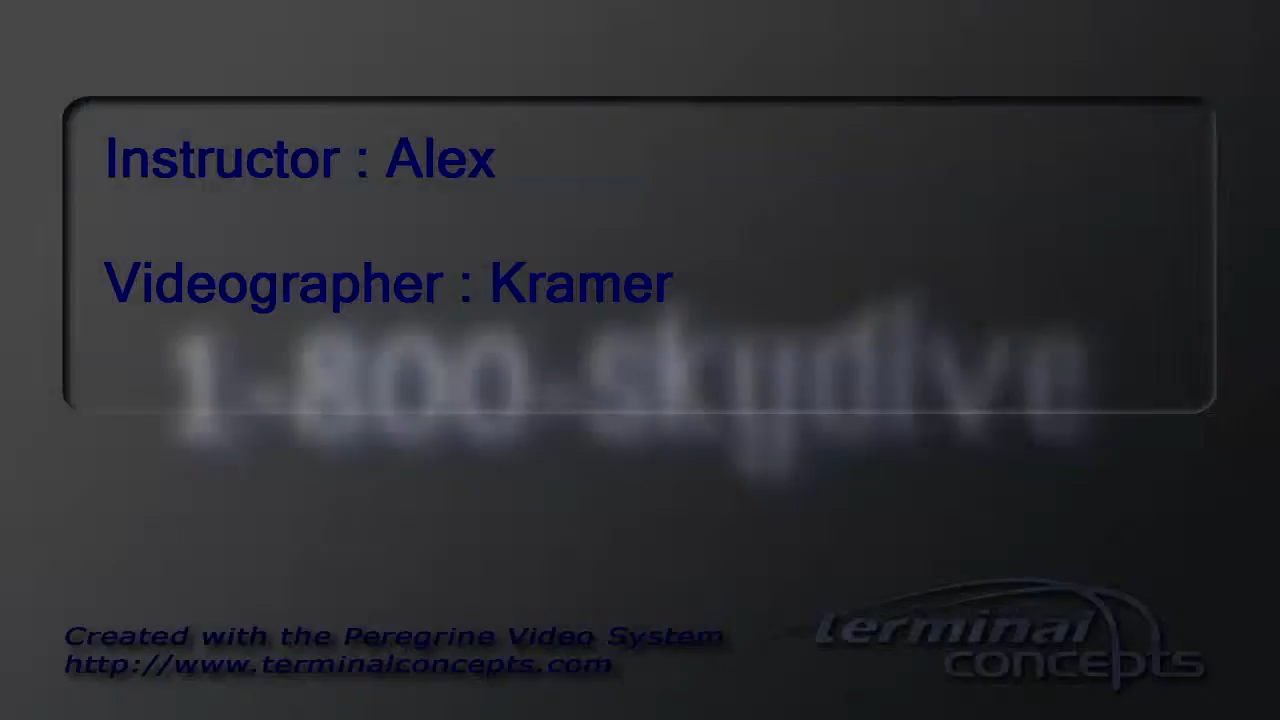 Instructor : Alex
Videographer : Kramer
1-800-skydive
Created with the Peregrine Video System
http://www.terminalconcepts.com
terminal
concepts